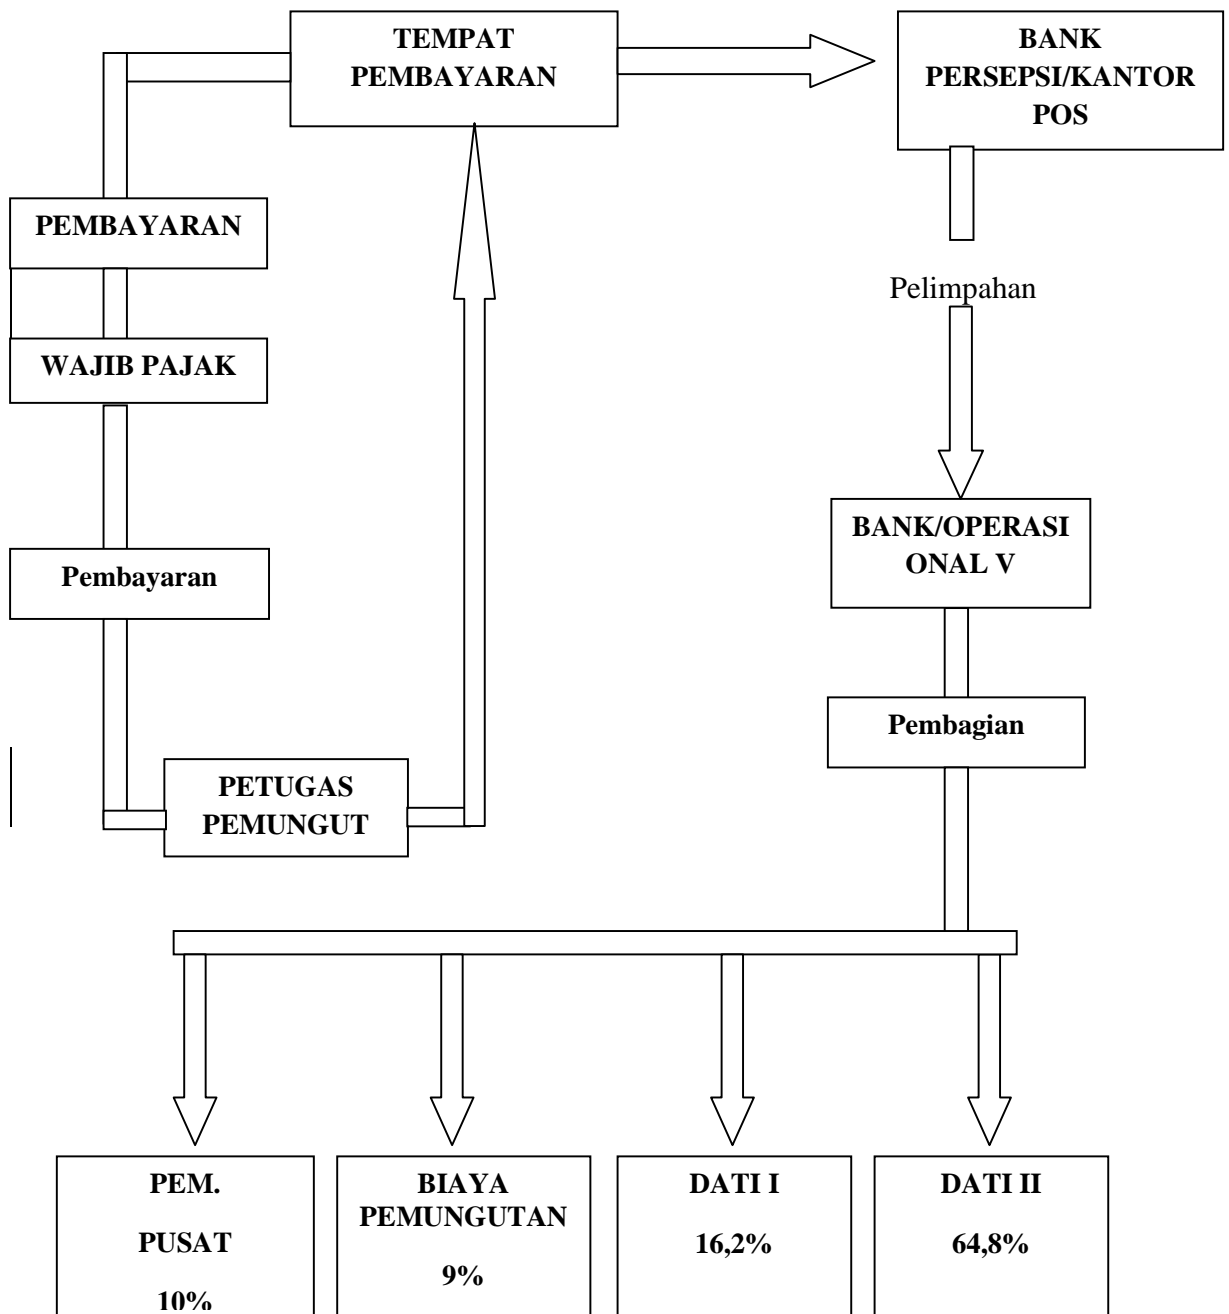 TEMPAT
PEMBAYARAN
BANK
PERSEPSI/KANTOR
POS
PEMBAYARAN
Pelimpahan
WAJIB PAJAK
BANK/OPERASI
ONAL V
Pembayaran
Pembagian
PETUGAS
PEMUNGUT
PEM.
PUSAT
10%
BIAYA
PEMUNGUTAN
9%
DATI I
16,2%
DATI II
64,8%